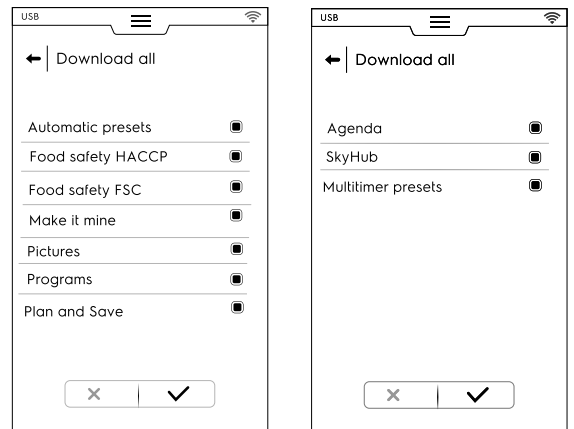 USB
Download all
Automatic presets
Food safety HACCP
Food safety FSC
Make it mine
Pictures
Programs
Plan and Save
USB
Download all
Agenda
SkyHub
Multitimer presets